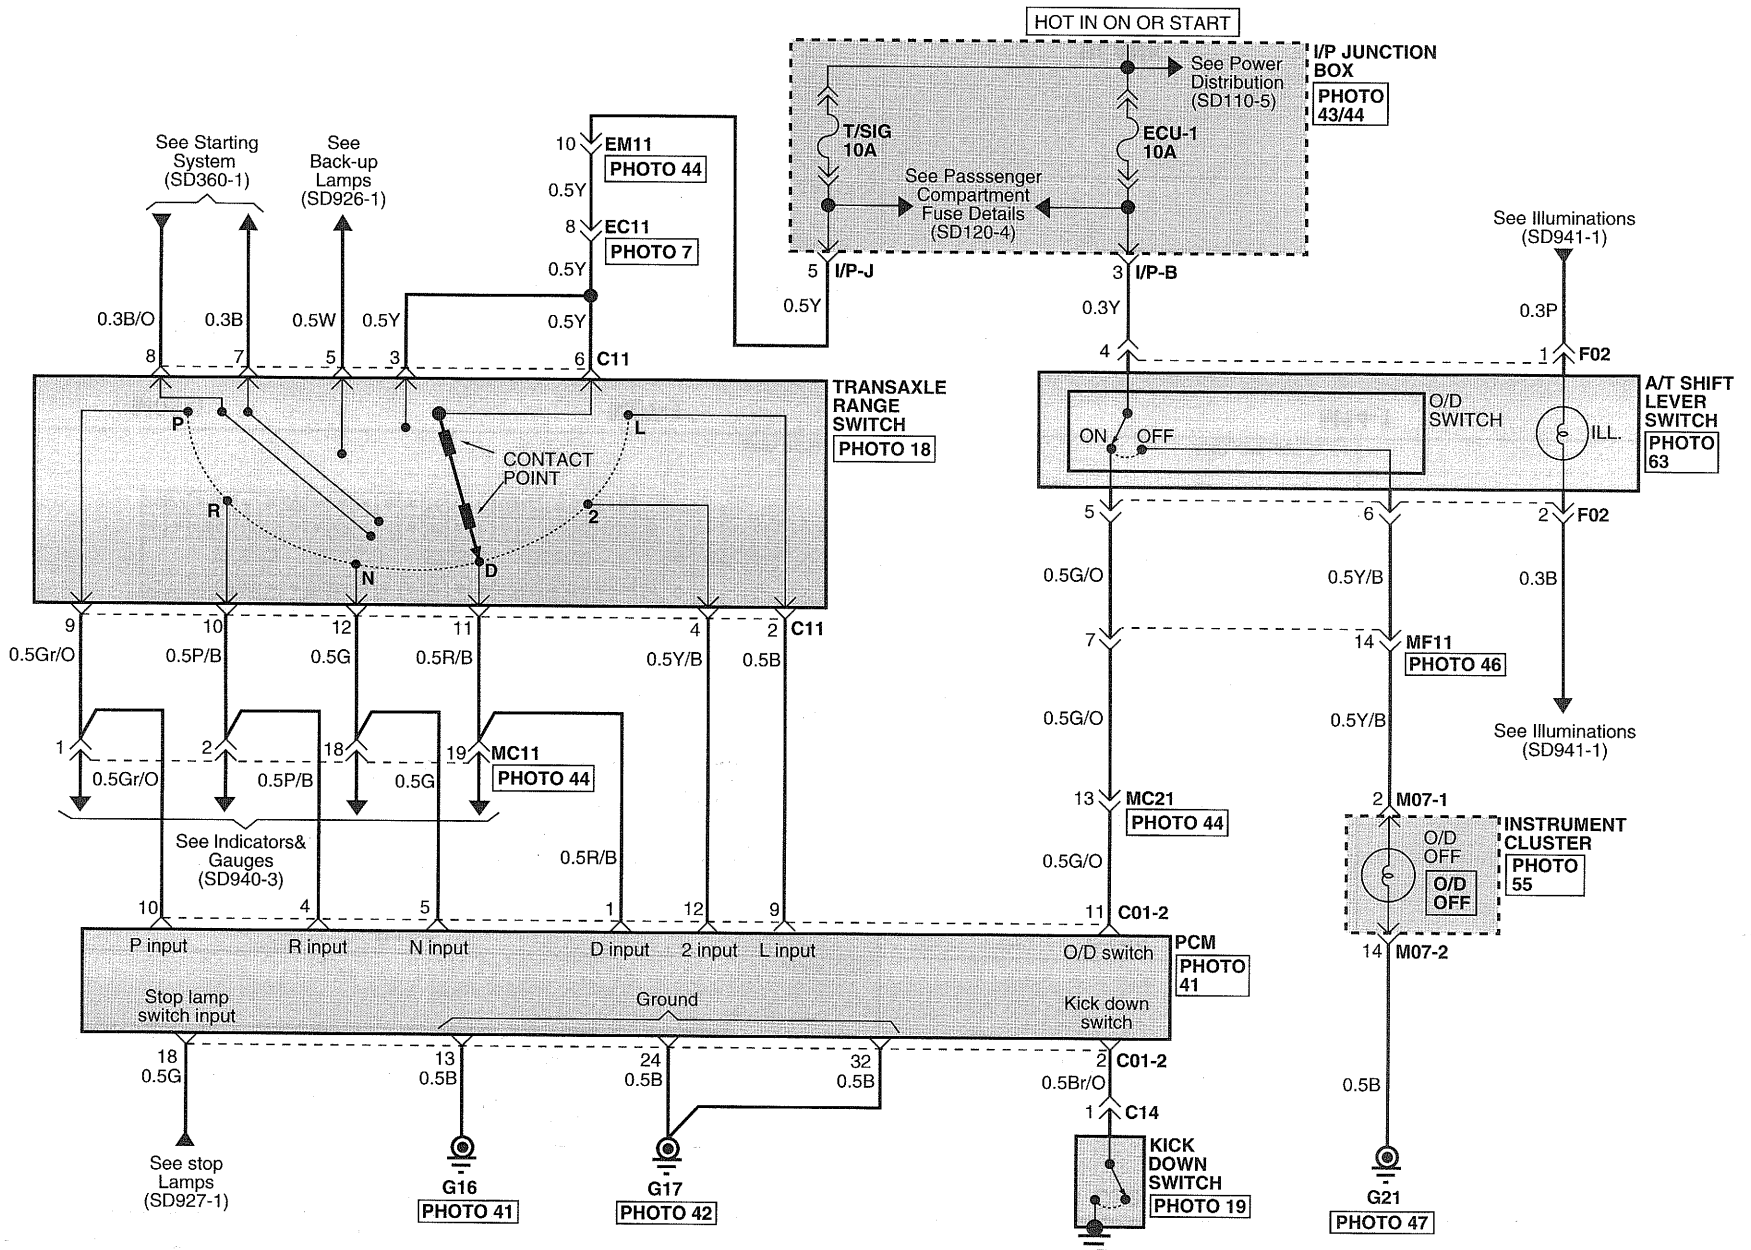 HOT IN ON OR START
I/P JUNCTION
BOX
PHOTO
43/44
See Power
Distribution
(SD110-5)
T/SIG
10A
ECU-1
10A
See Passsenger
Compartment
Fuse Details
(SD120-4)
5 I/P-J
3 I/P-B
0.5Y
0.3Y
See Starting
System
(SD360-1)
See
Back-up
Lamps
(SD926-1)
10 EM11
PHOTO 44
0.5Y
8 EC11
PHOTO 7
0.5Y
See Illuminations
(SD941-1)
0.3B/O
0.3B
0.5W
0.5Y
0.5Y
0.3P
8
7
5
3
6
C11
4
1
F02
TRANSAXLE
RANGE
SWITCH
PHOTO 18
P
R
N
D
2
L
CONTACT
POINT
A/T SHIFT
LEVER
SWITCH
PHOTO
63
O/D
SWITCH
ON
OFF
ILL.
5
6
2
F02
9
10
12
11
4
2
C11
0.5Gr/O
0.5P/B
0.5G
0.5R/B
0.5Y/B
0.5B
0.5G/O
0.5Y/B
0.3B
7
14
MF11
PHOTO 46
0.5G/O
0.5Y/B
See Illuminations
(SD941-1)
1
2
18
19
MC11
PHOTO 44
0.5Gr/O
0.5P/B
0.5G
See Indicators&
Gauges
(SD940-3)
0.5R/B
13 MC21
PHOTO 44
0.5G/O
2 M07-1
INSTRUMENT
CLUSTER
PHOTO
55
O/D
OFF
O/D
OFF
14 M07-2
10
4
5
1
12
9
11
C01-2
P input
R input
N input
D input
2 input
L input
O/D switch
PCM
PHOTO
41
Stop lamp
switch input
Ground
Kick down
switch
18
13
24
32
2
C01-2
0.5G
0.5B
0.5B
0.5B
0.5Br/O
0.5B
1 C14
KICK
DOWN
SWITCH
PHOTO 19
See stop
Lamps
(SD927-1)
G16
PHOTO 41
G17
PHOTO 42
G21
PHOTO 47